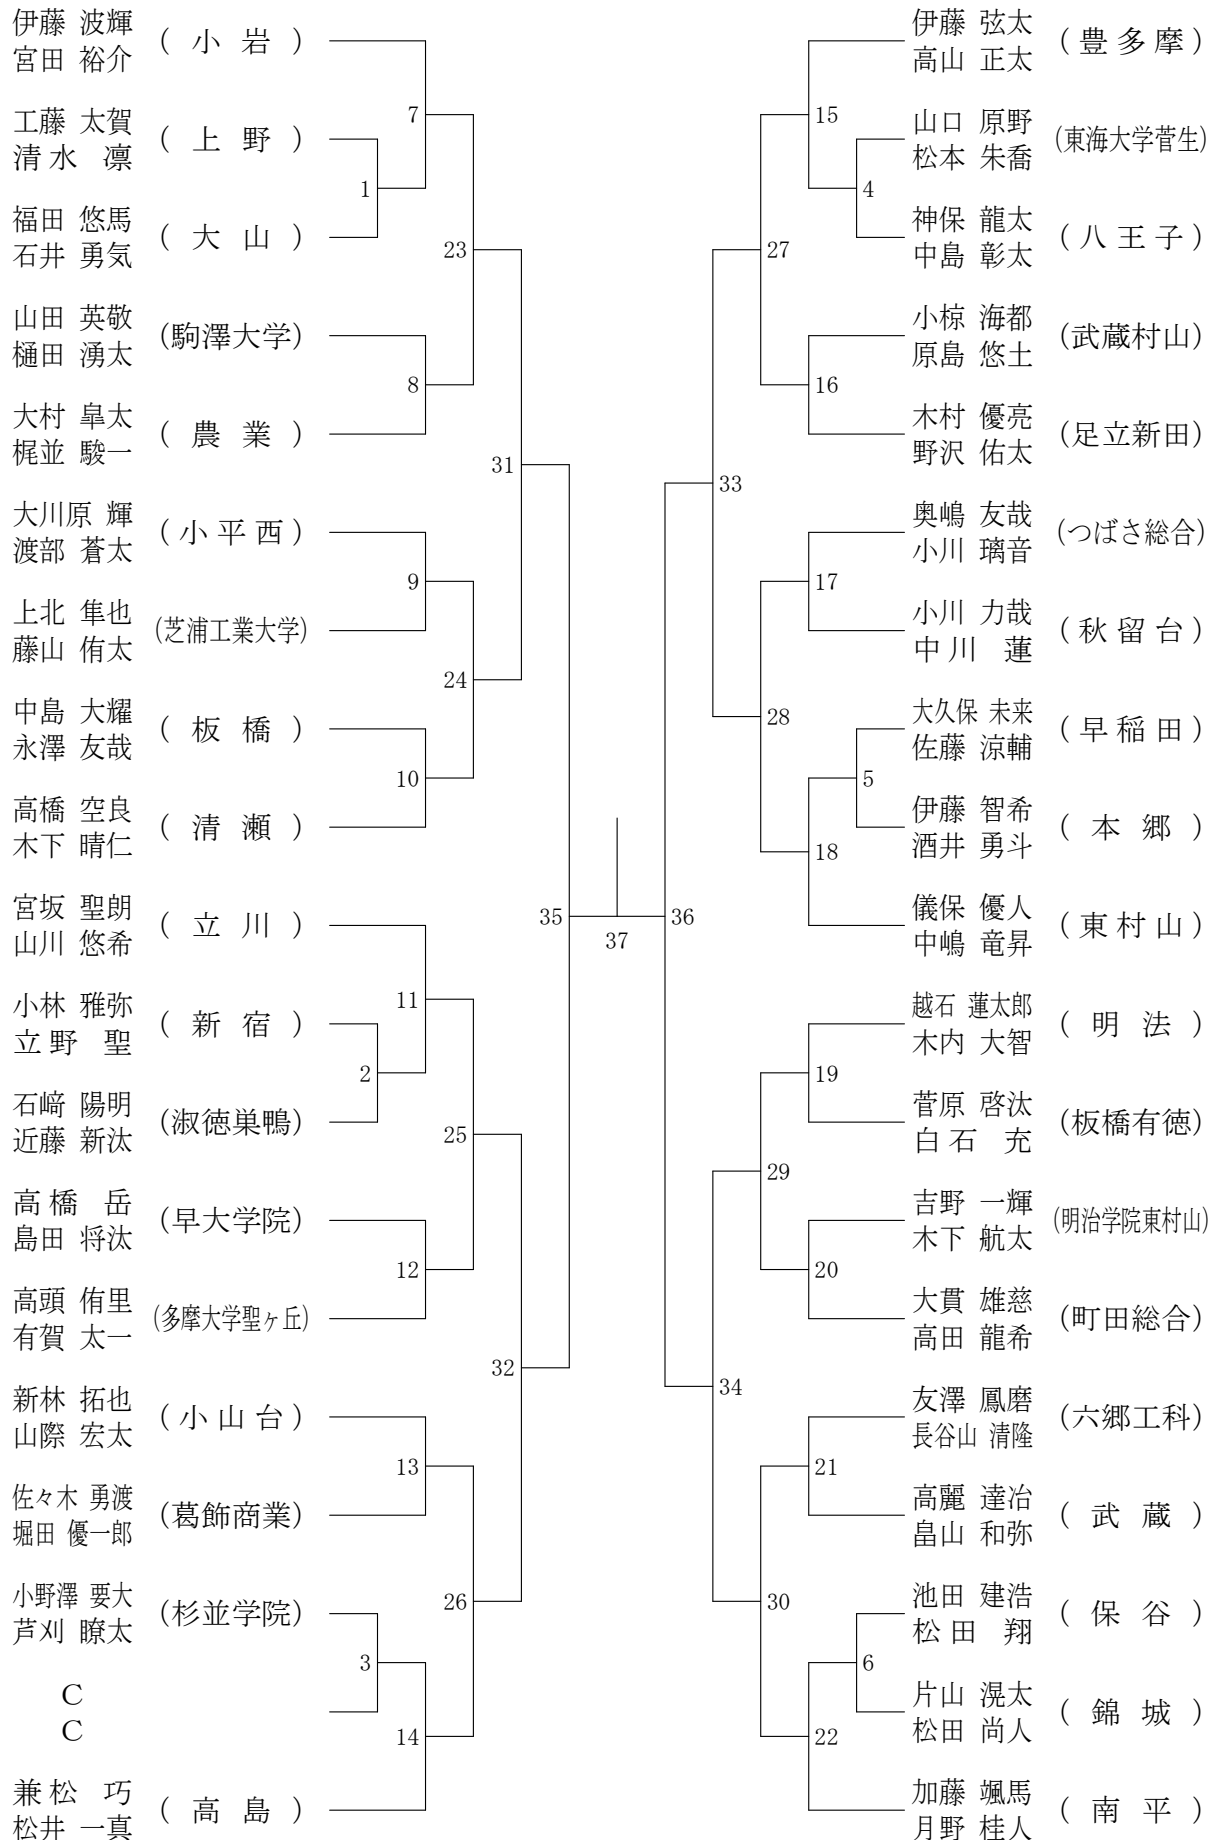 伊藤 波輝
宮田 裕介
( 小 岩 )
工藤 太賀
清水 凛
( 上 野 )
福田 悠馬
石井 勇気
( 大 山 )
山田 英敬
樋田 湧太
(駒澤大学)
大村 皐太
梶並 駿一
( 農 業 )
大川原 輝
渡部 蒼太
( 小 平 西 )
上北 隼也
藤山 侑太
(芝浦工業大学)
中島 大耀
永澤 友哉
( 板 橋 )
高橋 空良
木下 晴仁
( 清 瀬 )
宮坂 聖朗
山川 悠希
( 立 川 )
小林 雅弥
立野 聖
( 新 宿 )
石﨑 陽明
近藤 新汰
(淑徳巣鴨)
高橋 岳
島田 将汰
(早大学院)
高頭 侑里
有賀 太一
(多摩大学聖ヶ丘)
新林 拓也
山際 宏太
( 小 山 台 )
佐々木 勇渡
堀田 優一郎
(葛飾商業)
小野澤 要大
芦刈 瞭太
(杉並学院)
C
C
兼松 巧
松井 一真
( 高 島 )
7
1
23
8
31
9
24
10
35
11
2
25
12
32
13
26
3
14
37
伊藤 弦太
高山 正太
( 豊 多 摩 )
山口 原野
松本 朱喬
(東海大学菅生)
神保 龍太
中島 彰太
( 八 王 子 )
小椋 海都
原島 悠土
(武蔵村山)
木村 優亮
野沢 佑太
(足立新田)
奥嶋 友哉
小川 璃音
(つばさ総合)
小川 力哉
中川 蓮
( 秋 留 台 )
大久保 未来
佐藤 涼輔
( 早 稲 田 )
伊藤 智希
酒井 勇斗
( 本 郷 )
儀保 優人
中嶋 竜昇
( 東 村 山 )
越石 蓮太郎
木内 大智
( 明 法 )
菅原 啓汰
白石 充
(板橋有徳)
吉野 一輝
木下 航太
(明治学院東村山)
大貫 雄慈
高田 龍希
(町田総合)
友澤 鳳磨
長谷山 清隆
(六郷工科)
高麗 達冶
畠山 和弥
( 武 蔵 )
池田 建浩
松田 翔
( 保 谷 )
片山 滉太
松田 尚人
( 錦 城 )
加藤 颯馬
月野 桂人
( 南 平 )
15
4
27
16
33
17
28
5
18
36
19
29
20
34
21
30
6
22